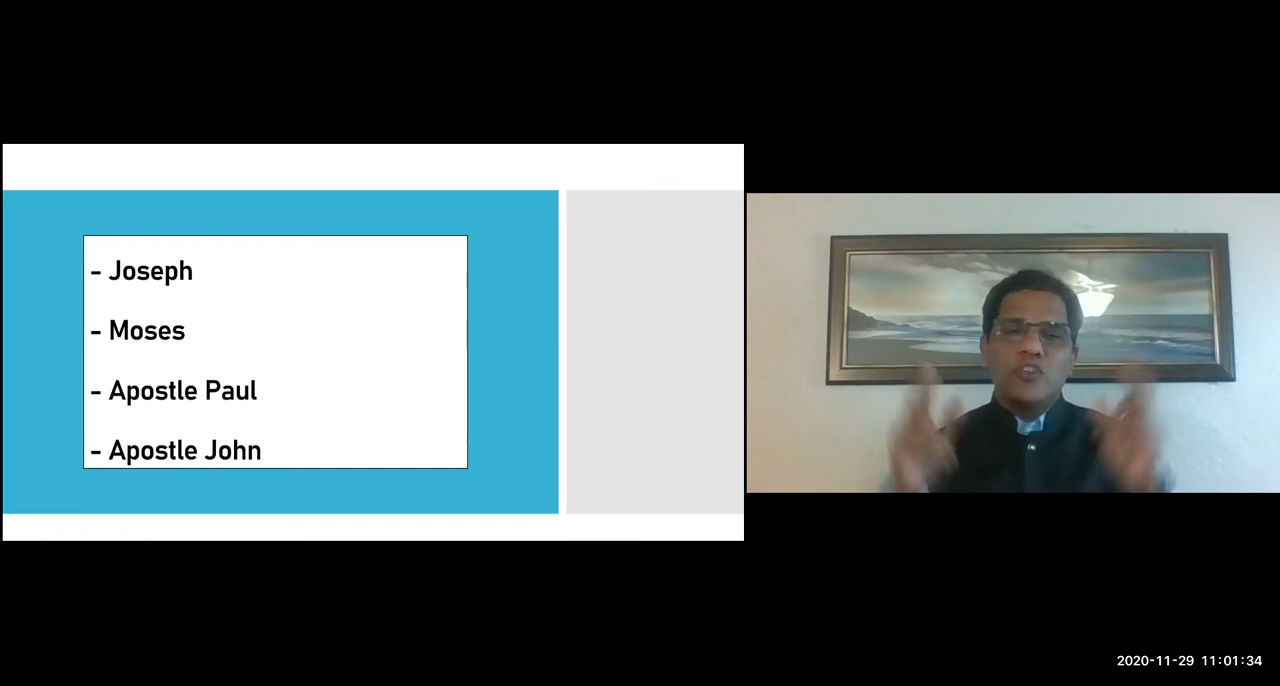 - Joseph
- Moses
- Apostle Paul
- Apostle John
2020-11-29 11:01:34